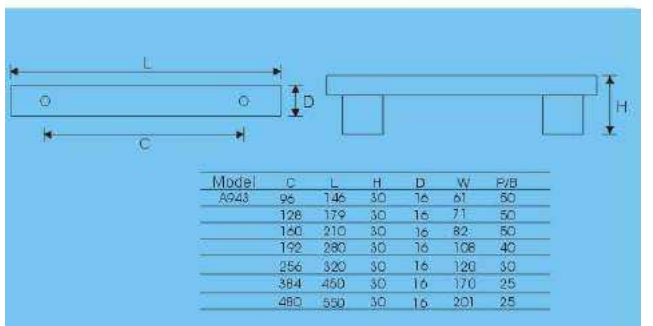 L
D
C
H
Model C L H D W P/B
A943 96 146 30 16 61 50
128 179 30 16 71 50
160 210 30 16 82 50
192 280 30 16 108 40
256 320 30 16 120 30
384 450 30 16 170 25
480 550 30 16 201 25